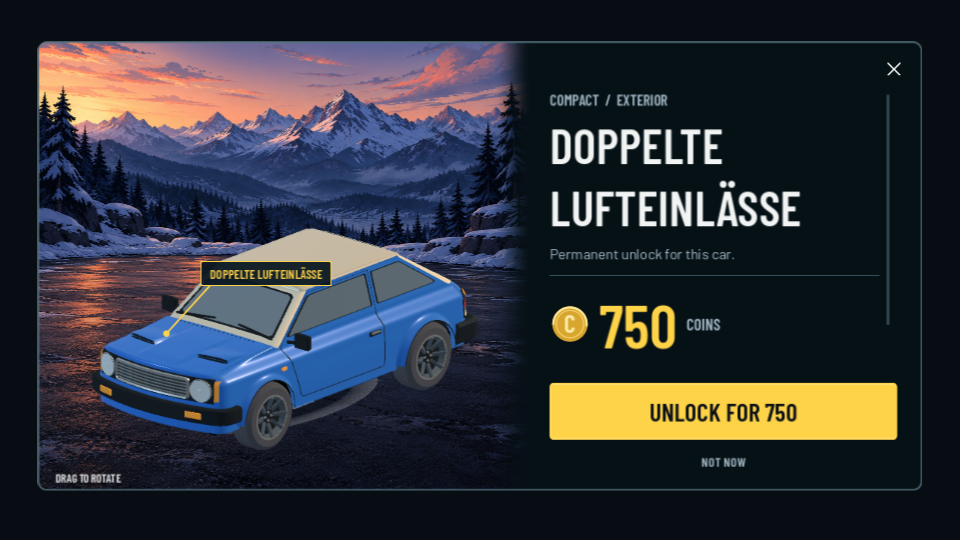 COMPACT / EXTERIOR
DOPPELTE
LUFTEINLÄSSE
Permanent unlock for this car.
C
750 COINS
UNLOCK FOR 750
NOT NOW
DOPPELTE LUFTEINLÄSSE
DRAG TO ROTATE